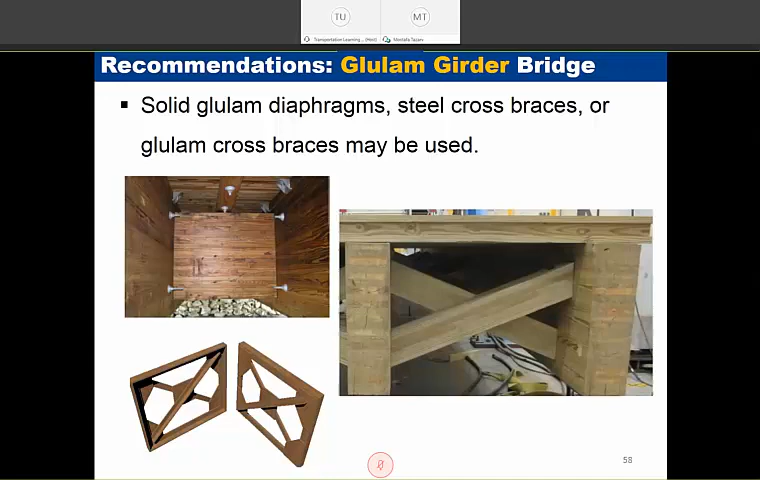 TU
MT
Transportation Learning ... (Host)
Mostafa Tazarv
Recommendations: Glulam Girder Bridge
▪ Solid glulam diaphragms, steel cross braces, or
glulam cross braces may be used.
58